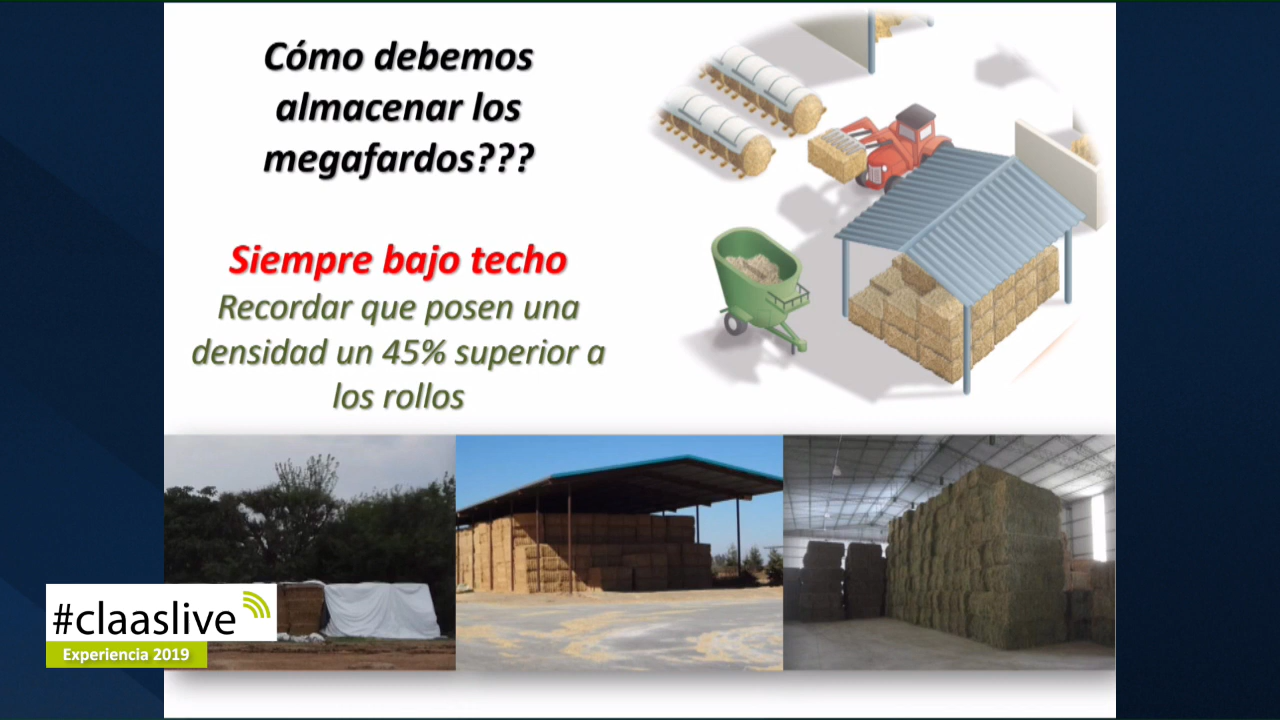 Cómo debemos
almacenar los
megafardos???
Siempre bajo techo
Recordar que posen una
densidad un 45% superior a
los rollos
#claaslive
Experiencia 2019